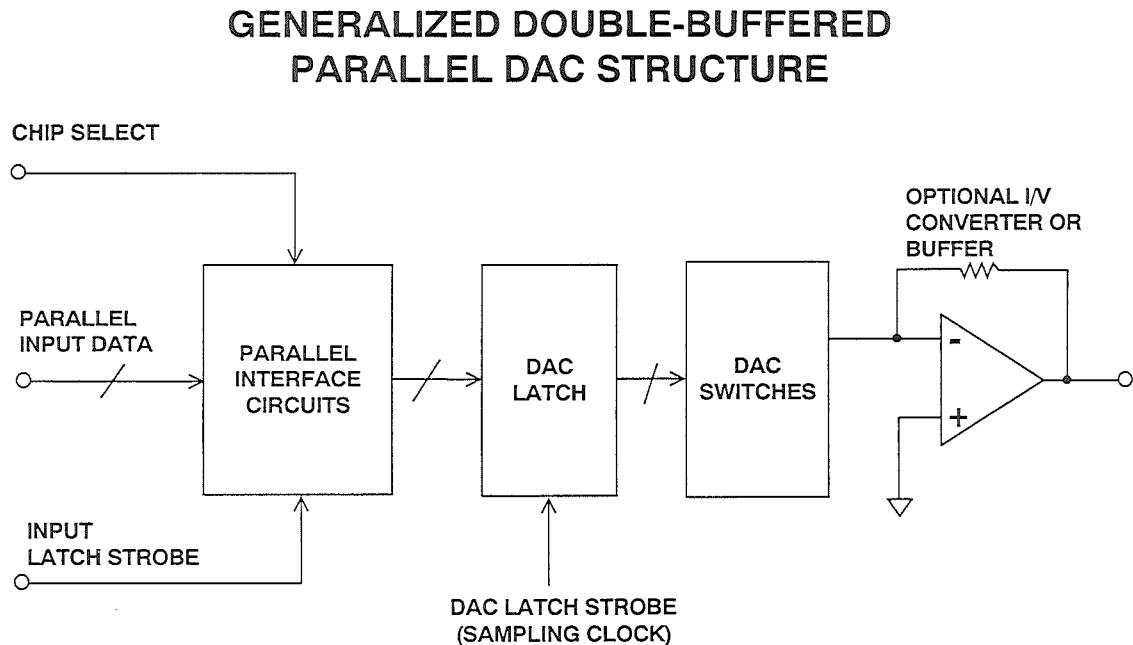 GENERALIZED DOUBLE-BUFFERED
PARALLEL DAC STRUCTURE
CHIP SELECT
OPTIONAL I/V
CONVERTER OR
BUFFER
PARALLEL
INPUT DATA
PARALLEL
INTERFACE
CIRCUITS
DAC
LATCH
DAC
SWITCHES
-
+
INPUT
LATCH STROBE
DAC LATCH STROBE
(SAMPLING CLOCK)